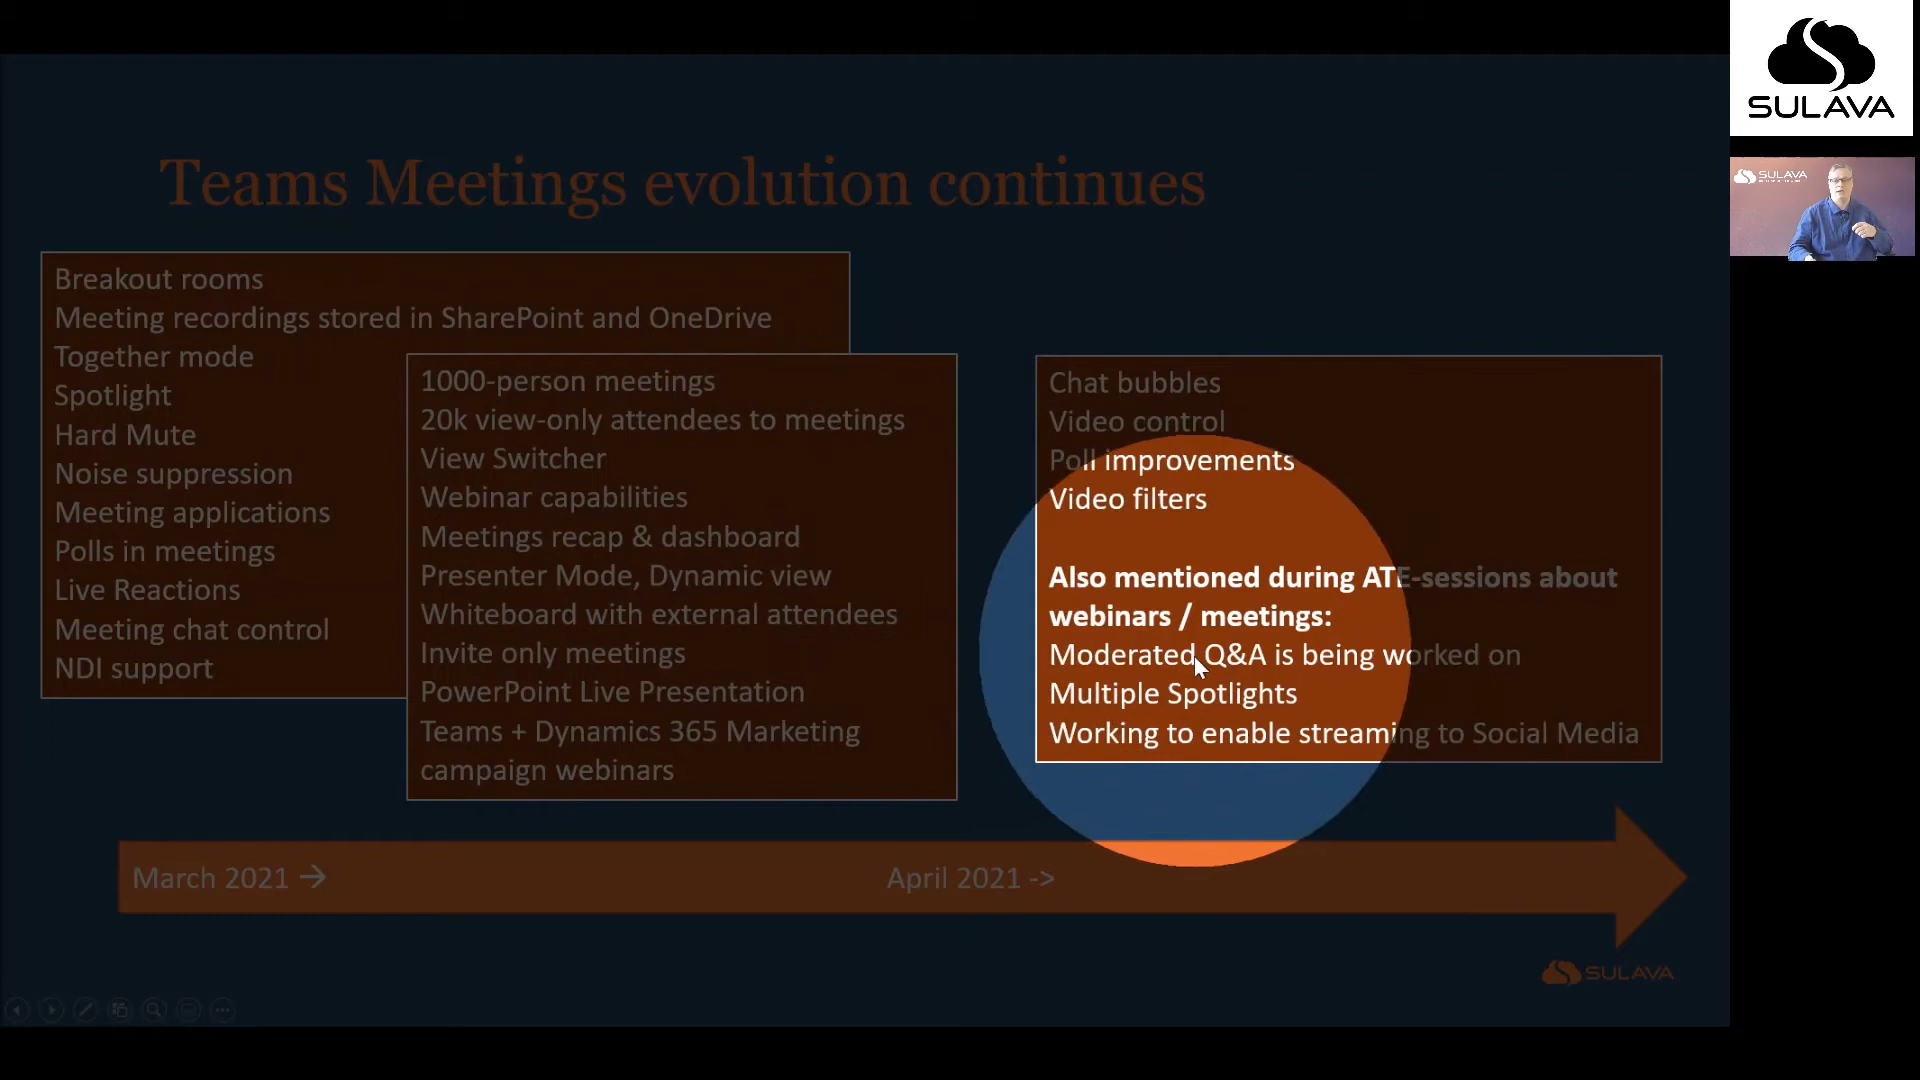 SULAVA
SULAVA
Teams Meetings evolution continues
Breakout rooms
Meeting recordings stored in SharePoint and OneDrive
Together mode
Spotlight
Hard Mute
Noise suppression
Meeting applications
Polls in meetings
Live Reactions
Meeting chat control
NDI support
1000-person meetings
20k view-only attendees to meetings
View Switcher
Webinar capabilities
Meetings recap & dashboard
Presenter Mode, Dynamic view
Whiteboard with external attendees
Invite only meetings
PowerPoint Live Presentation
Teams + Dynamics 365 Marketing
campaign webinars
Chat bubbles
Video control
Poll improvements
Video filters
Also mentioned during ATE-sessions about
webinars / meetings:
Moderated Q&A is being worked on
Multiple Spotlights
Working to enable streaming to Social Media
March 2021 →
April 2021 ->
SULAVA